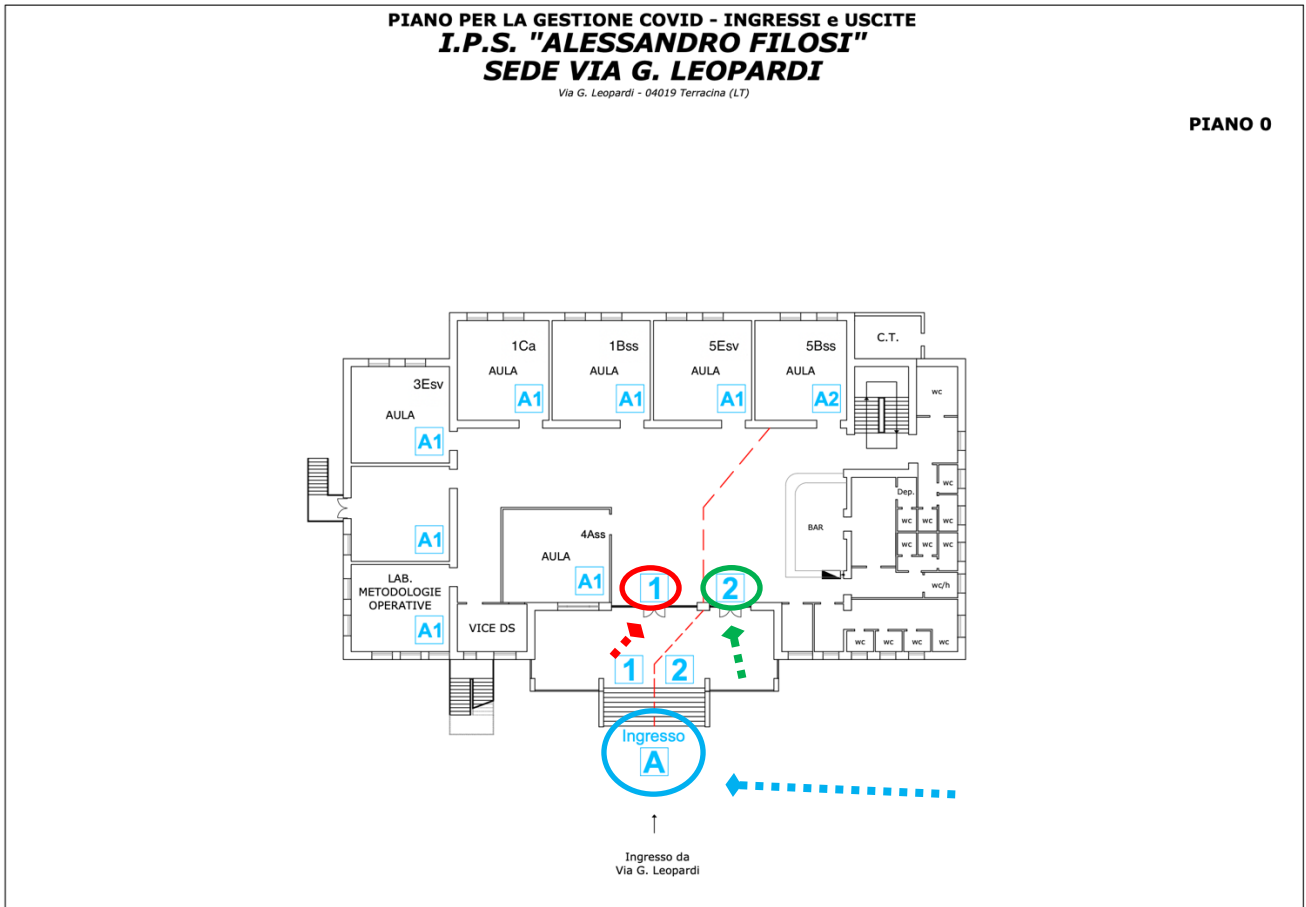 PIANO PER LA GESTIONE COVID - INGRESSI e USCITE
I.P.S. "ALESSANDRO FILOSI"
SEDE VIA G. LEOPARDI
Via G. Leopardi - 04019 Terracina (LT)
PIANO 0
C.T.
1Ca
AULA
A1
1Bss
AULA
A1
5Esv
AULA
A1
5Bss
AULA
A2
3Esv
AULA
A1
A1
LAB.
METODOLOGIE
OPERATIVE
A1
4Ass
AULA
A1
VICE DS
BAR
wc
Dep.
wc
wc
wc
wc
wc
wc
wc
wc/h
wc
wc
wc
wc
1
2
1
2
Ingresso
A
Ingresso da
Via G. Leopardi